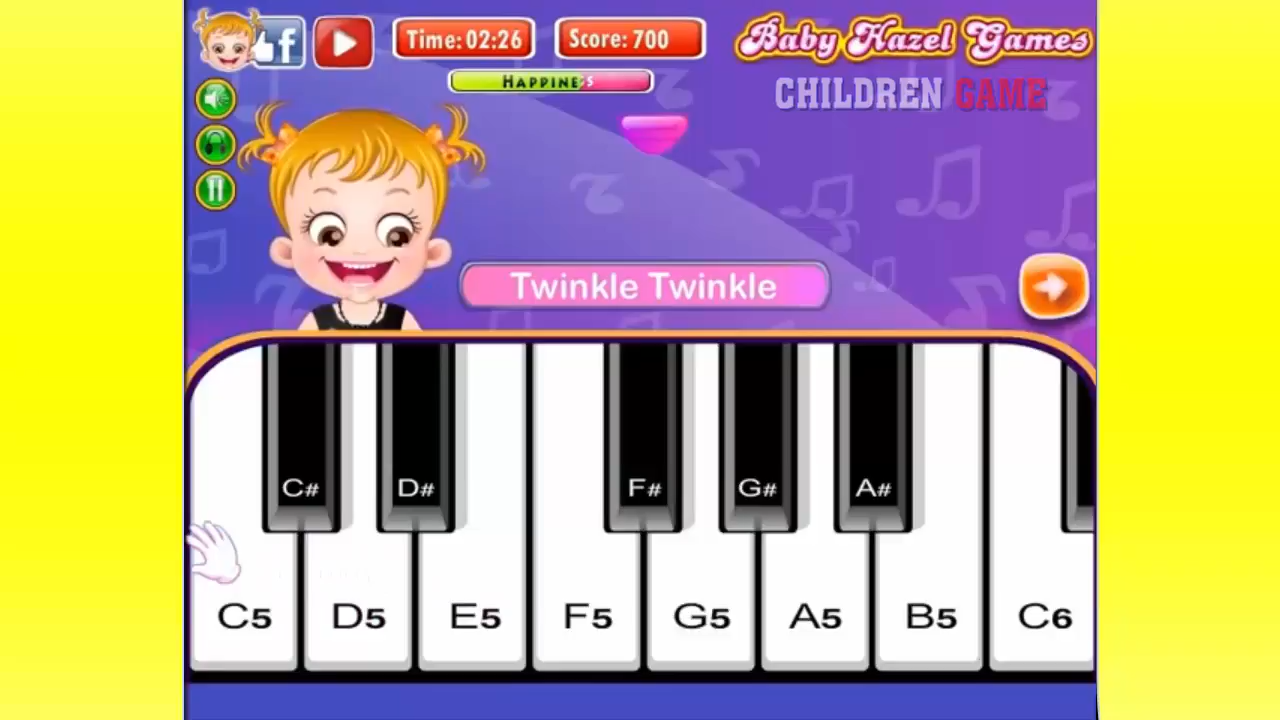 f
Time: 02:26
Score: 700
Baby Hazel Games
HAPPINESS
CHILDREN GAME
Twinkle Twinkle
C# D# F# G# A#
C5 D5 E5 F5 G5 A5 B5 C6